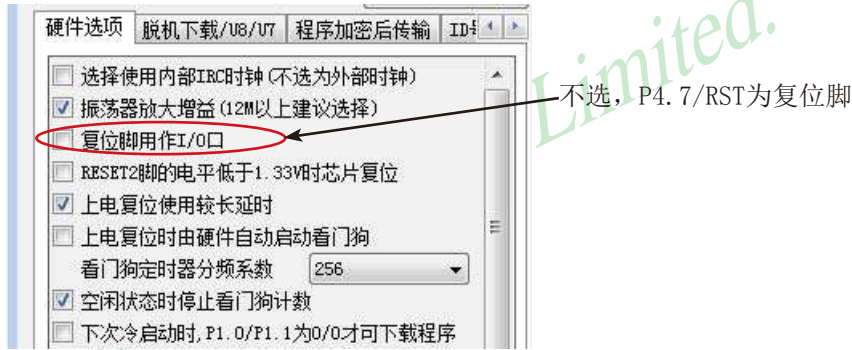 硬件选项 脱机下载/U8/U7 程序加密后传输 ID号
选择使用内部IRC时钟(不选为外部时钟)
振荡器放大增益(12M以上建议选择)
不选，P4.7/RST为复位脚
复位脚用作I/O口
RESET2脚的电平低于1.33V时芯片复位
上电复位使用较长延时
上电复位时由硬件自动启动看门狗
看门狗定时器分频系数 256
空闲状态时停止看门狗计数
下次冷启动时,P1.0/P1.1为0/0才可下载程序
Limited.